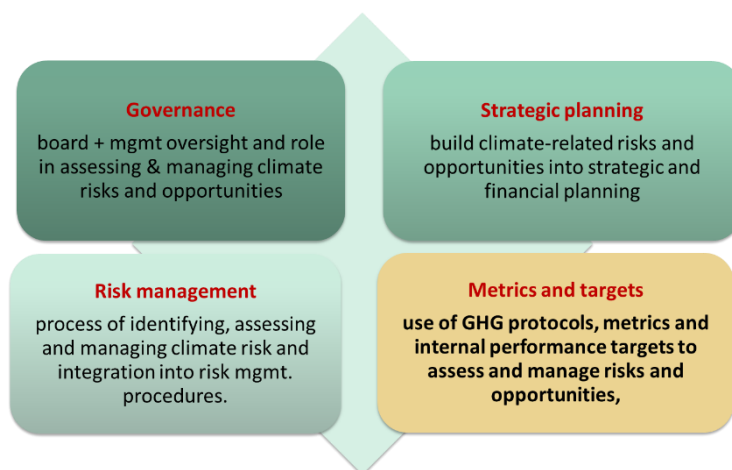 Governance
board + mgmt oversight and role
in assessing & managing climate
risks and opportunities
Strategic planning
build climate-related risks and
opportunities into strategic and
financial planning
Risk management
process of identifying, assessing
and managing climate risk and
integration into risk mgmt.
procedures.
Metrics and targets
use of GHG protocols, metrics and
internal performance targets to
assess and manage risks and
opportunities,